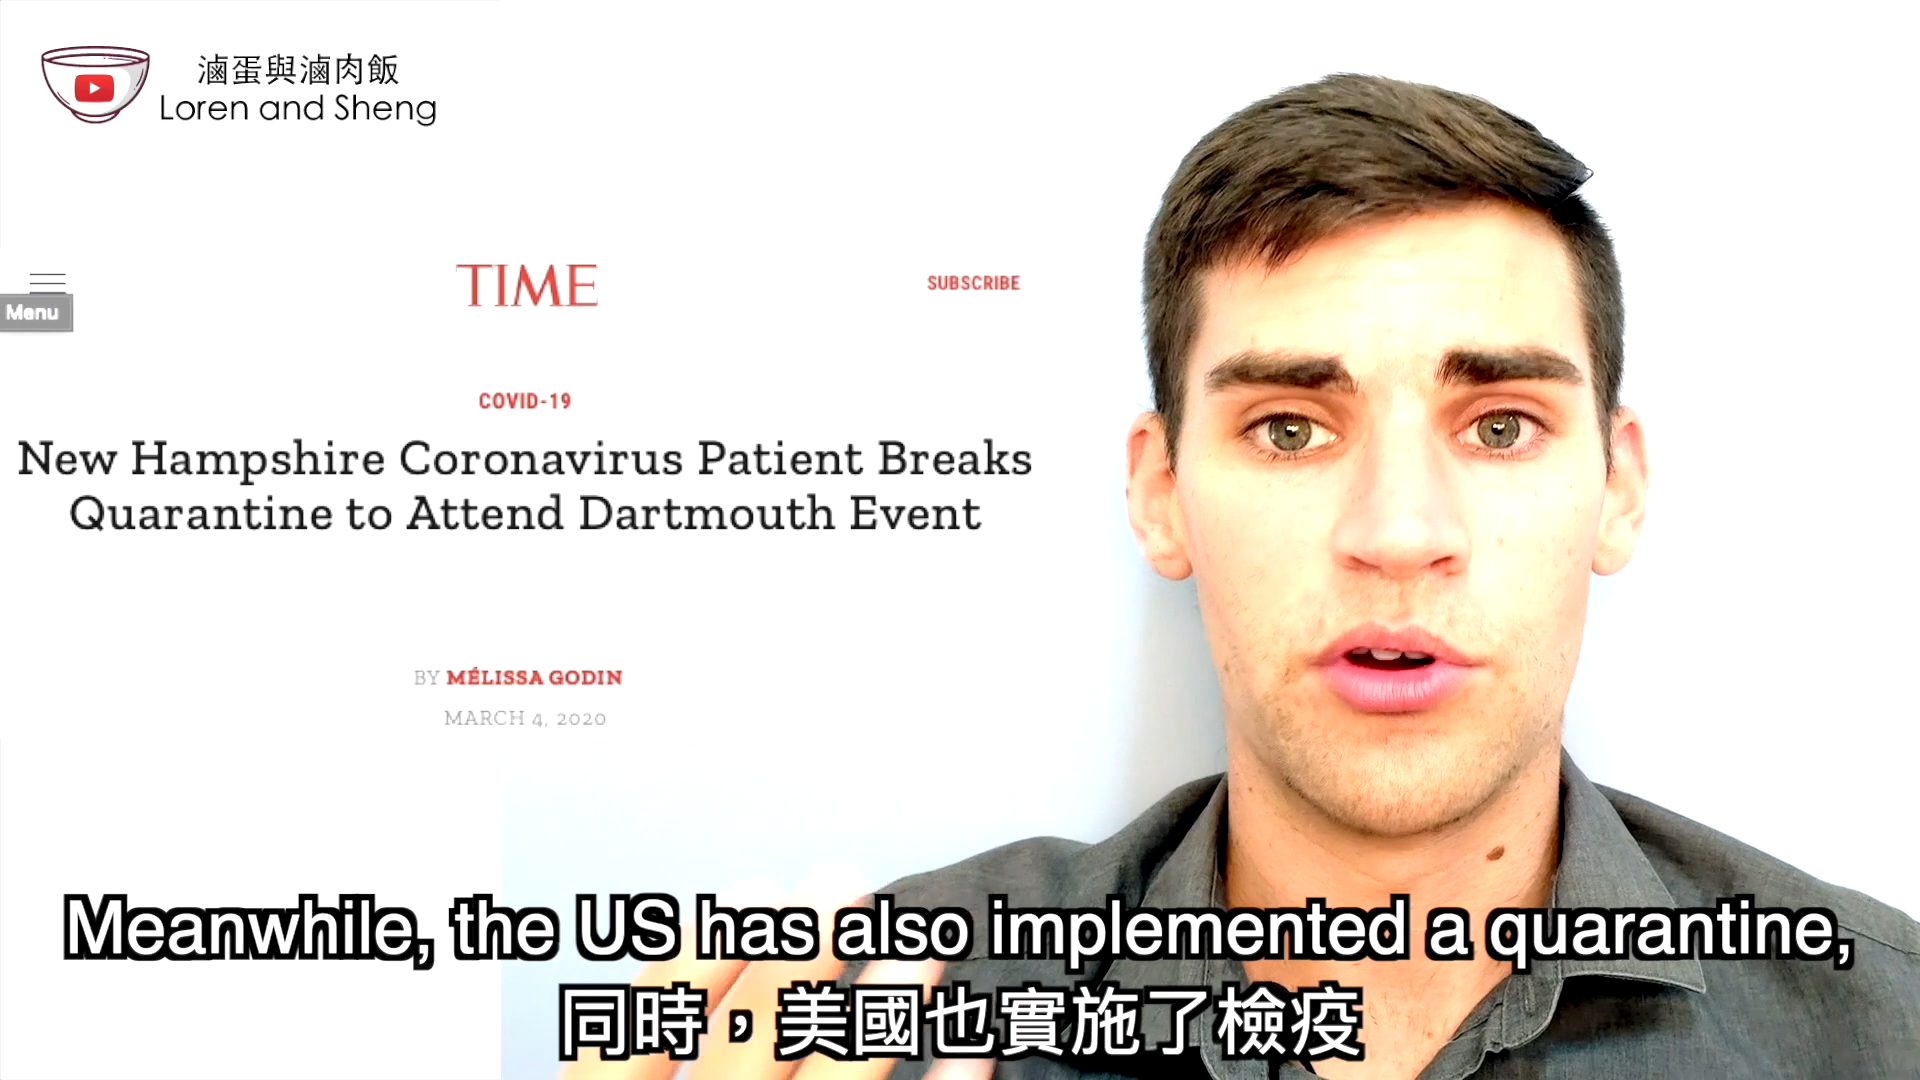 滷蛋與滷肉飯
Loren and Sheng
TIME
SUBSCRIBE
Menu
COVID-19
New Hampshire Coronavirus Patient Breaks
Quarantine to Attend Dartmouth Event
BY MÉLISSA GODIN
MARCH 4, 2020
Meanwhile, the US has also implemented a quarantine,
同時，美國也實施了檢疫